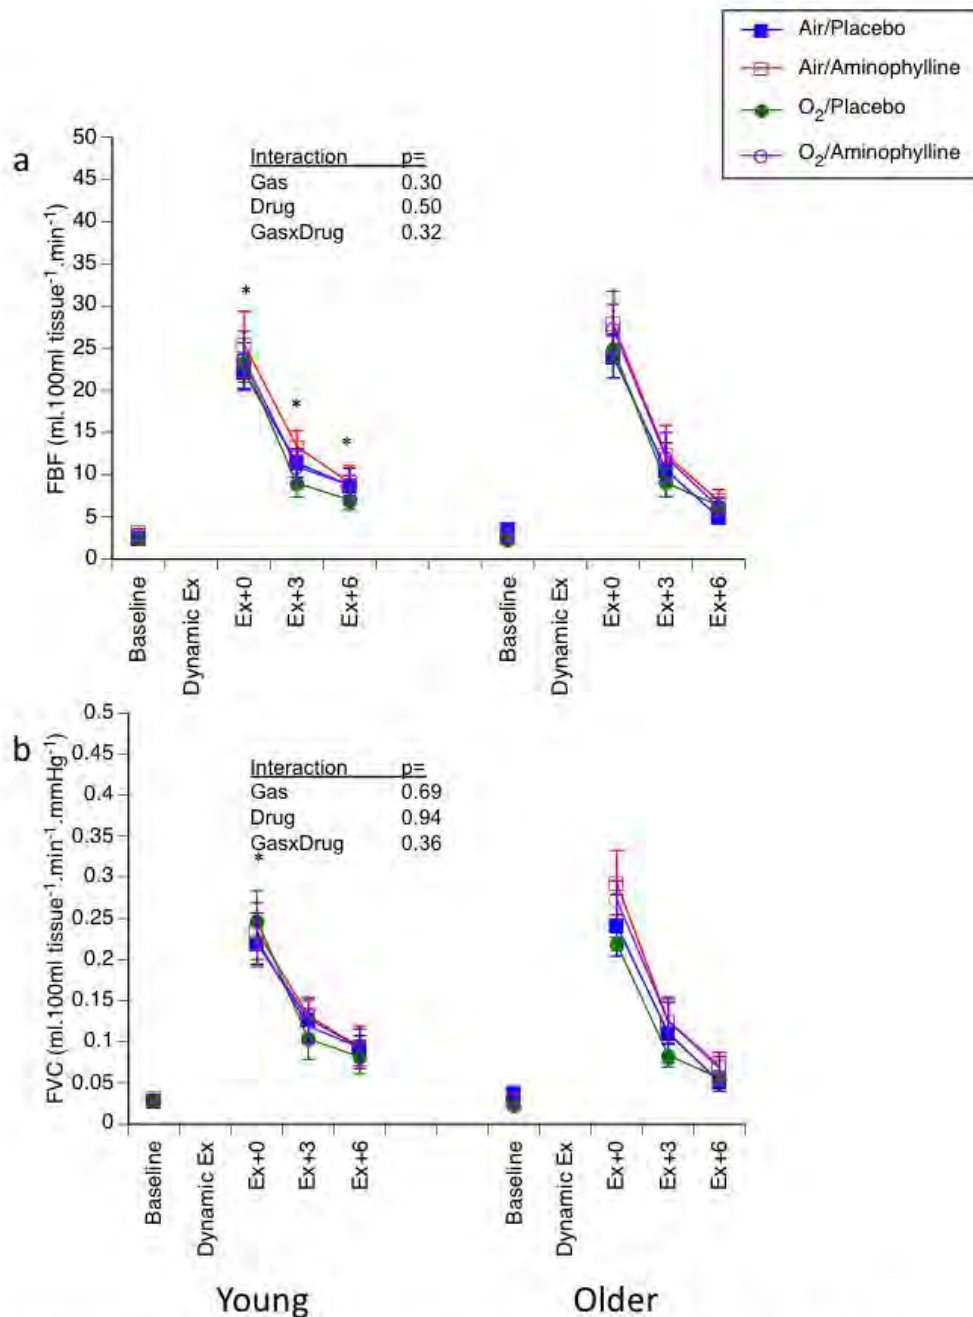 Air/Placebo
Air/Aminophylline
O2/Placebo
O2/Aminophylline
a
FBF (ml.100ml tissue-1.min-1)
50
45
40
35
30
25
20
15
10
5
0
Interaction p=
Gas 0.30
Drug 0.50
GasxDrug 0.32
*
*
*
Baseline
Dynamic Ex
Ex+0
Ex+3
Ex+6
Baseline
Dynamic Ex
Ex+0
Ex+3
Ex+6
b
FVC (ml.100ml tissue-1.min-1.mmHg-1)
0.5
0.45
0.4
0.35
0.3
0.25
0.2
0.15
0.1
0.05
0
Interaction p=
Gas 0.69
Drug 0.94
GasxDrug 0.36
*
Baseline
Dynamic Ex
Ex+0
Ex+3
Ex+6
Baseline
Dynamic Ex
Ex+0
Ex+3
Ex+6
Young Older